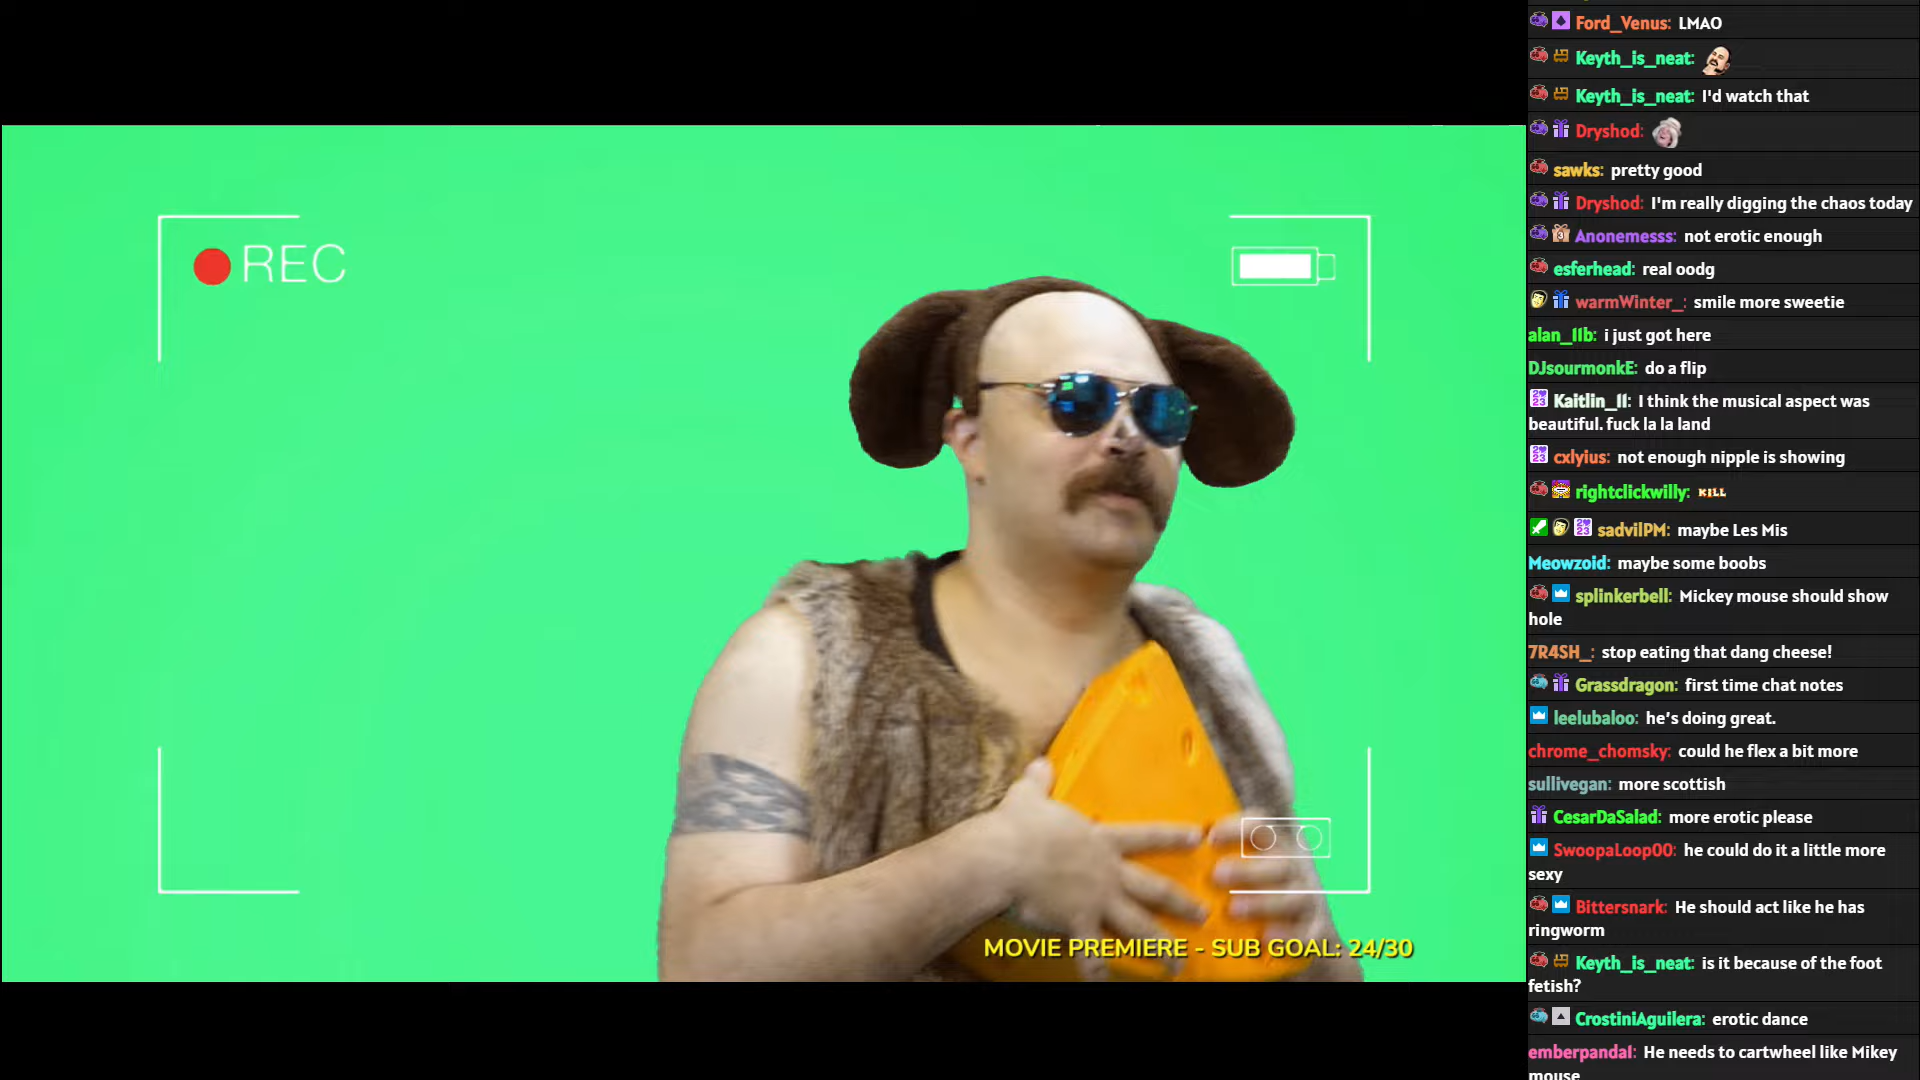 REC
MOVIE PREMIERE - SUB GOAL: 24/30
Ford_Venus: LMAO
Keyth_is_neat:
Keyth_is_neat: I'd watch that
Dryshod:
sawks: pretty good
Dryshod: I'm really digging the chaos today
Anonemesss: not erotic enough
esferhead: real oodg
warmWinter_: smile more sweetie
alan_11b: i just got here
DJsourmonkE: do a flip
Kaitlin_11: I think the musical aspect was
beautiful. fuck la la land
cxlyius: not enough nipple is showing
rightclickwilly: KILL
sadvilPM: maybe Les Mis
Meowzoid: maybe some boobs
splinkerbell: Mickey mouse should show
hole
7R4SH_: stop eating that dang cheese!
Grassdragon: first time chat notes
leelubaloo: he's doing great.
chrome_chomsky: could he flex a bit more
sullivegan: more scottish
CesarDaSalad: more erotic please
SwoopaLoop00: he could do it a little more
sexy
Bittersnark: He should act like he has
ringworm
Keyth_is_neat: is it because of the foot
fetish?
CrostiniAguilera: erotic dance
emberpandal: He needs to cartwheel like Mikey
mouse